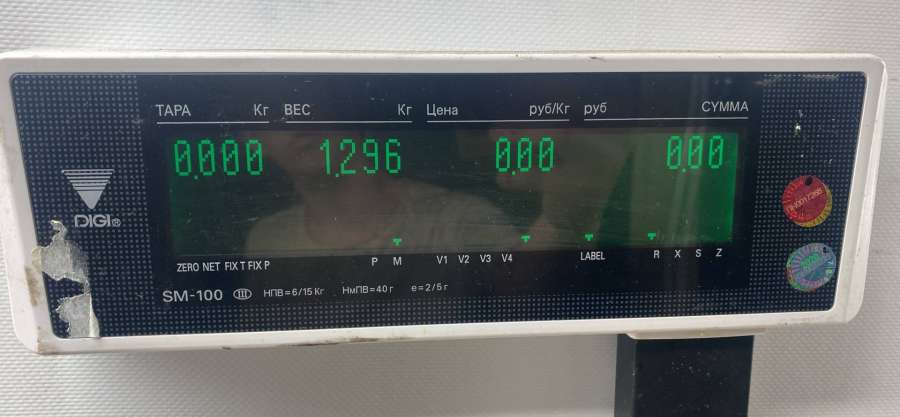 ТАРА Кг ВЕС Кг Цена руб/Кг руб СУММА
0.000 1.296 0.00 0.00
DIGI®
ZERO NET FIX T FIX P P M V1 V2 V3 V4 LABEL R X S Z
SM-100 III НПВ=6/15 Кг НмПВ=40 г e=2/5 г